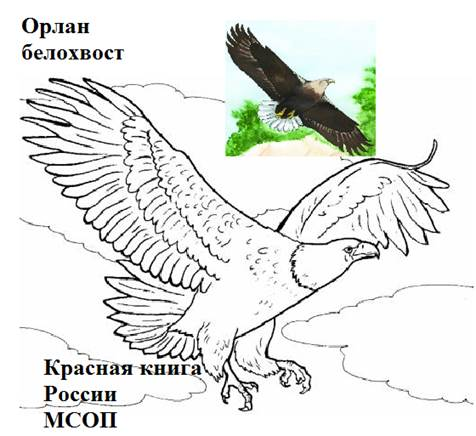 Орлан
белохвост
Красная книга
России
МСОП